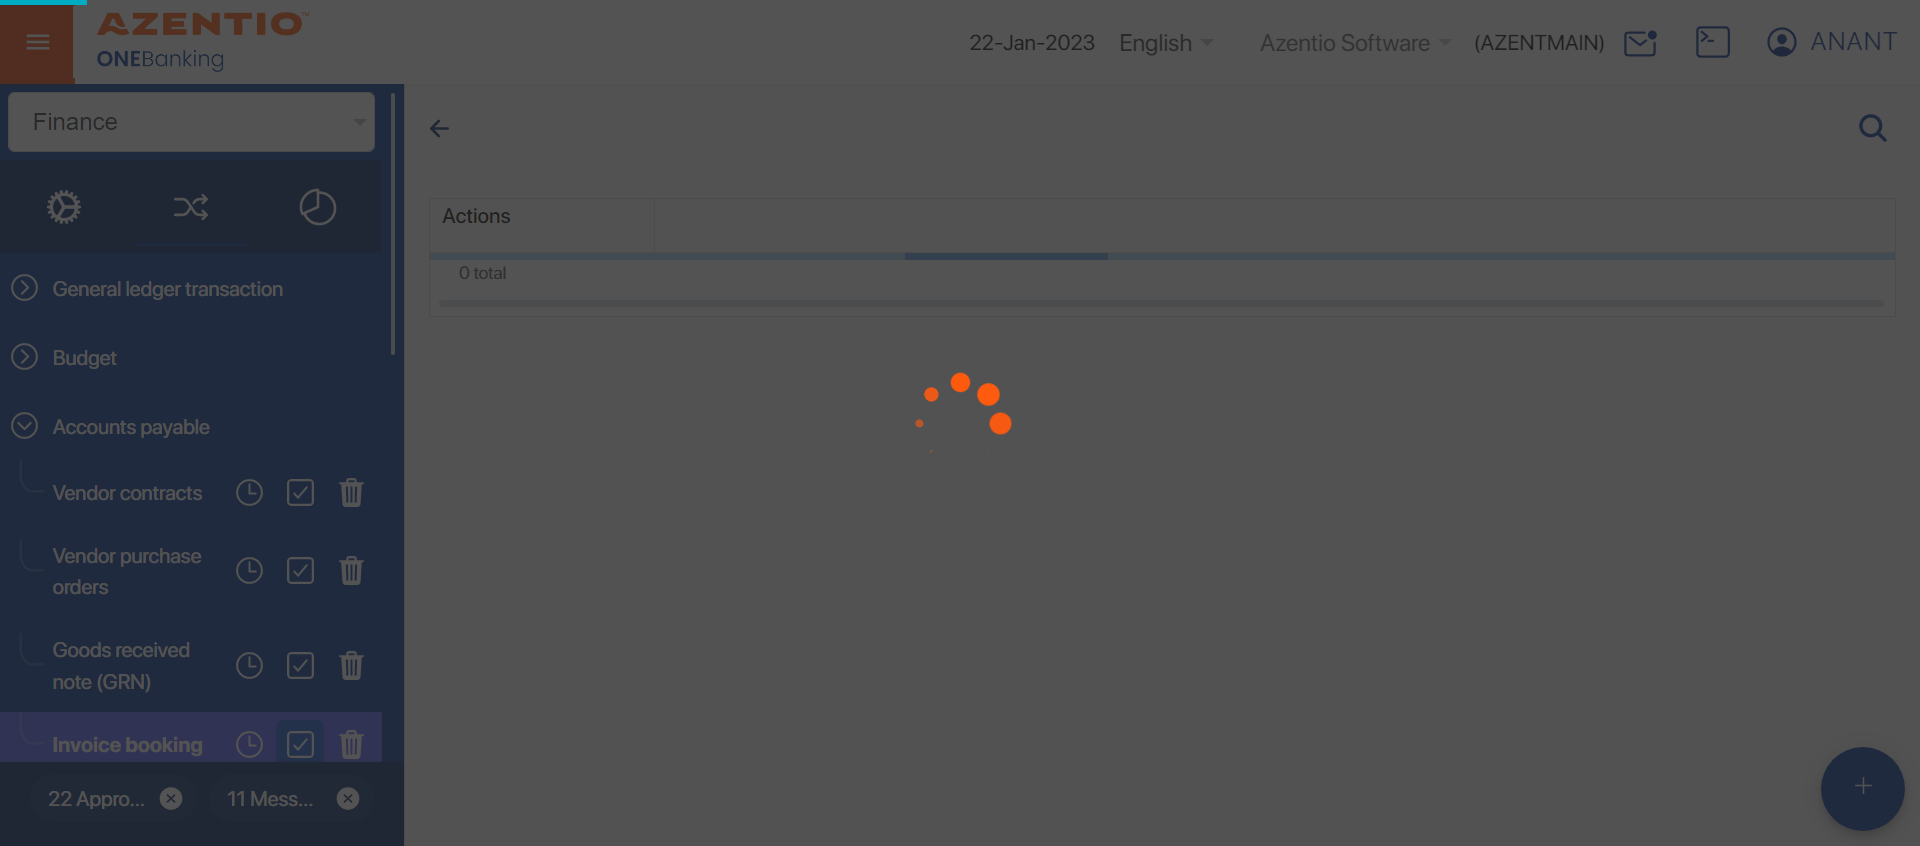 AZENTIO™
ONEBanking
22-Jan-2023
English
Azentio Software
(AZENTMAIN)
ANANT
Finance
Actions
0 total
General ledger transaction
Budget
Accounts payable
Vendor contracts
Vendor purchase
orders
Goods received
note (GRN)
Invoice booking
22 Appro...
11 Mess...